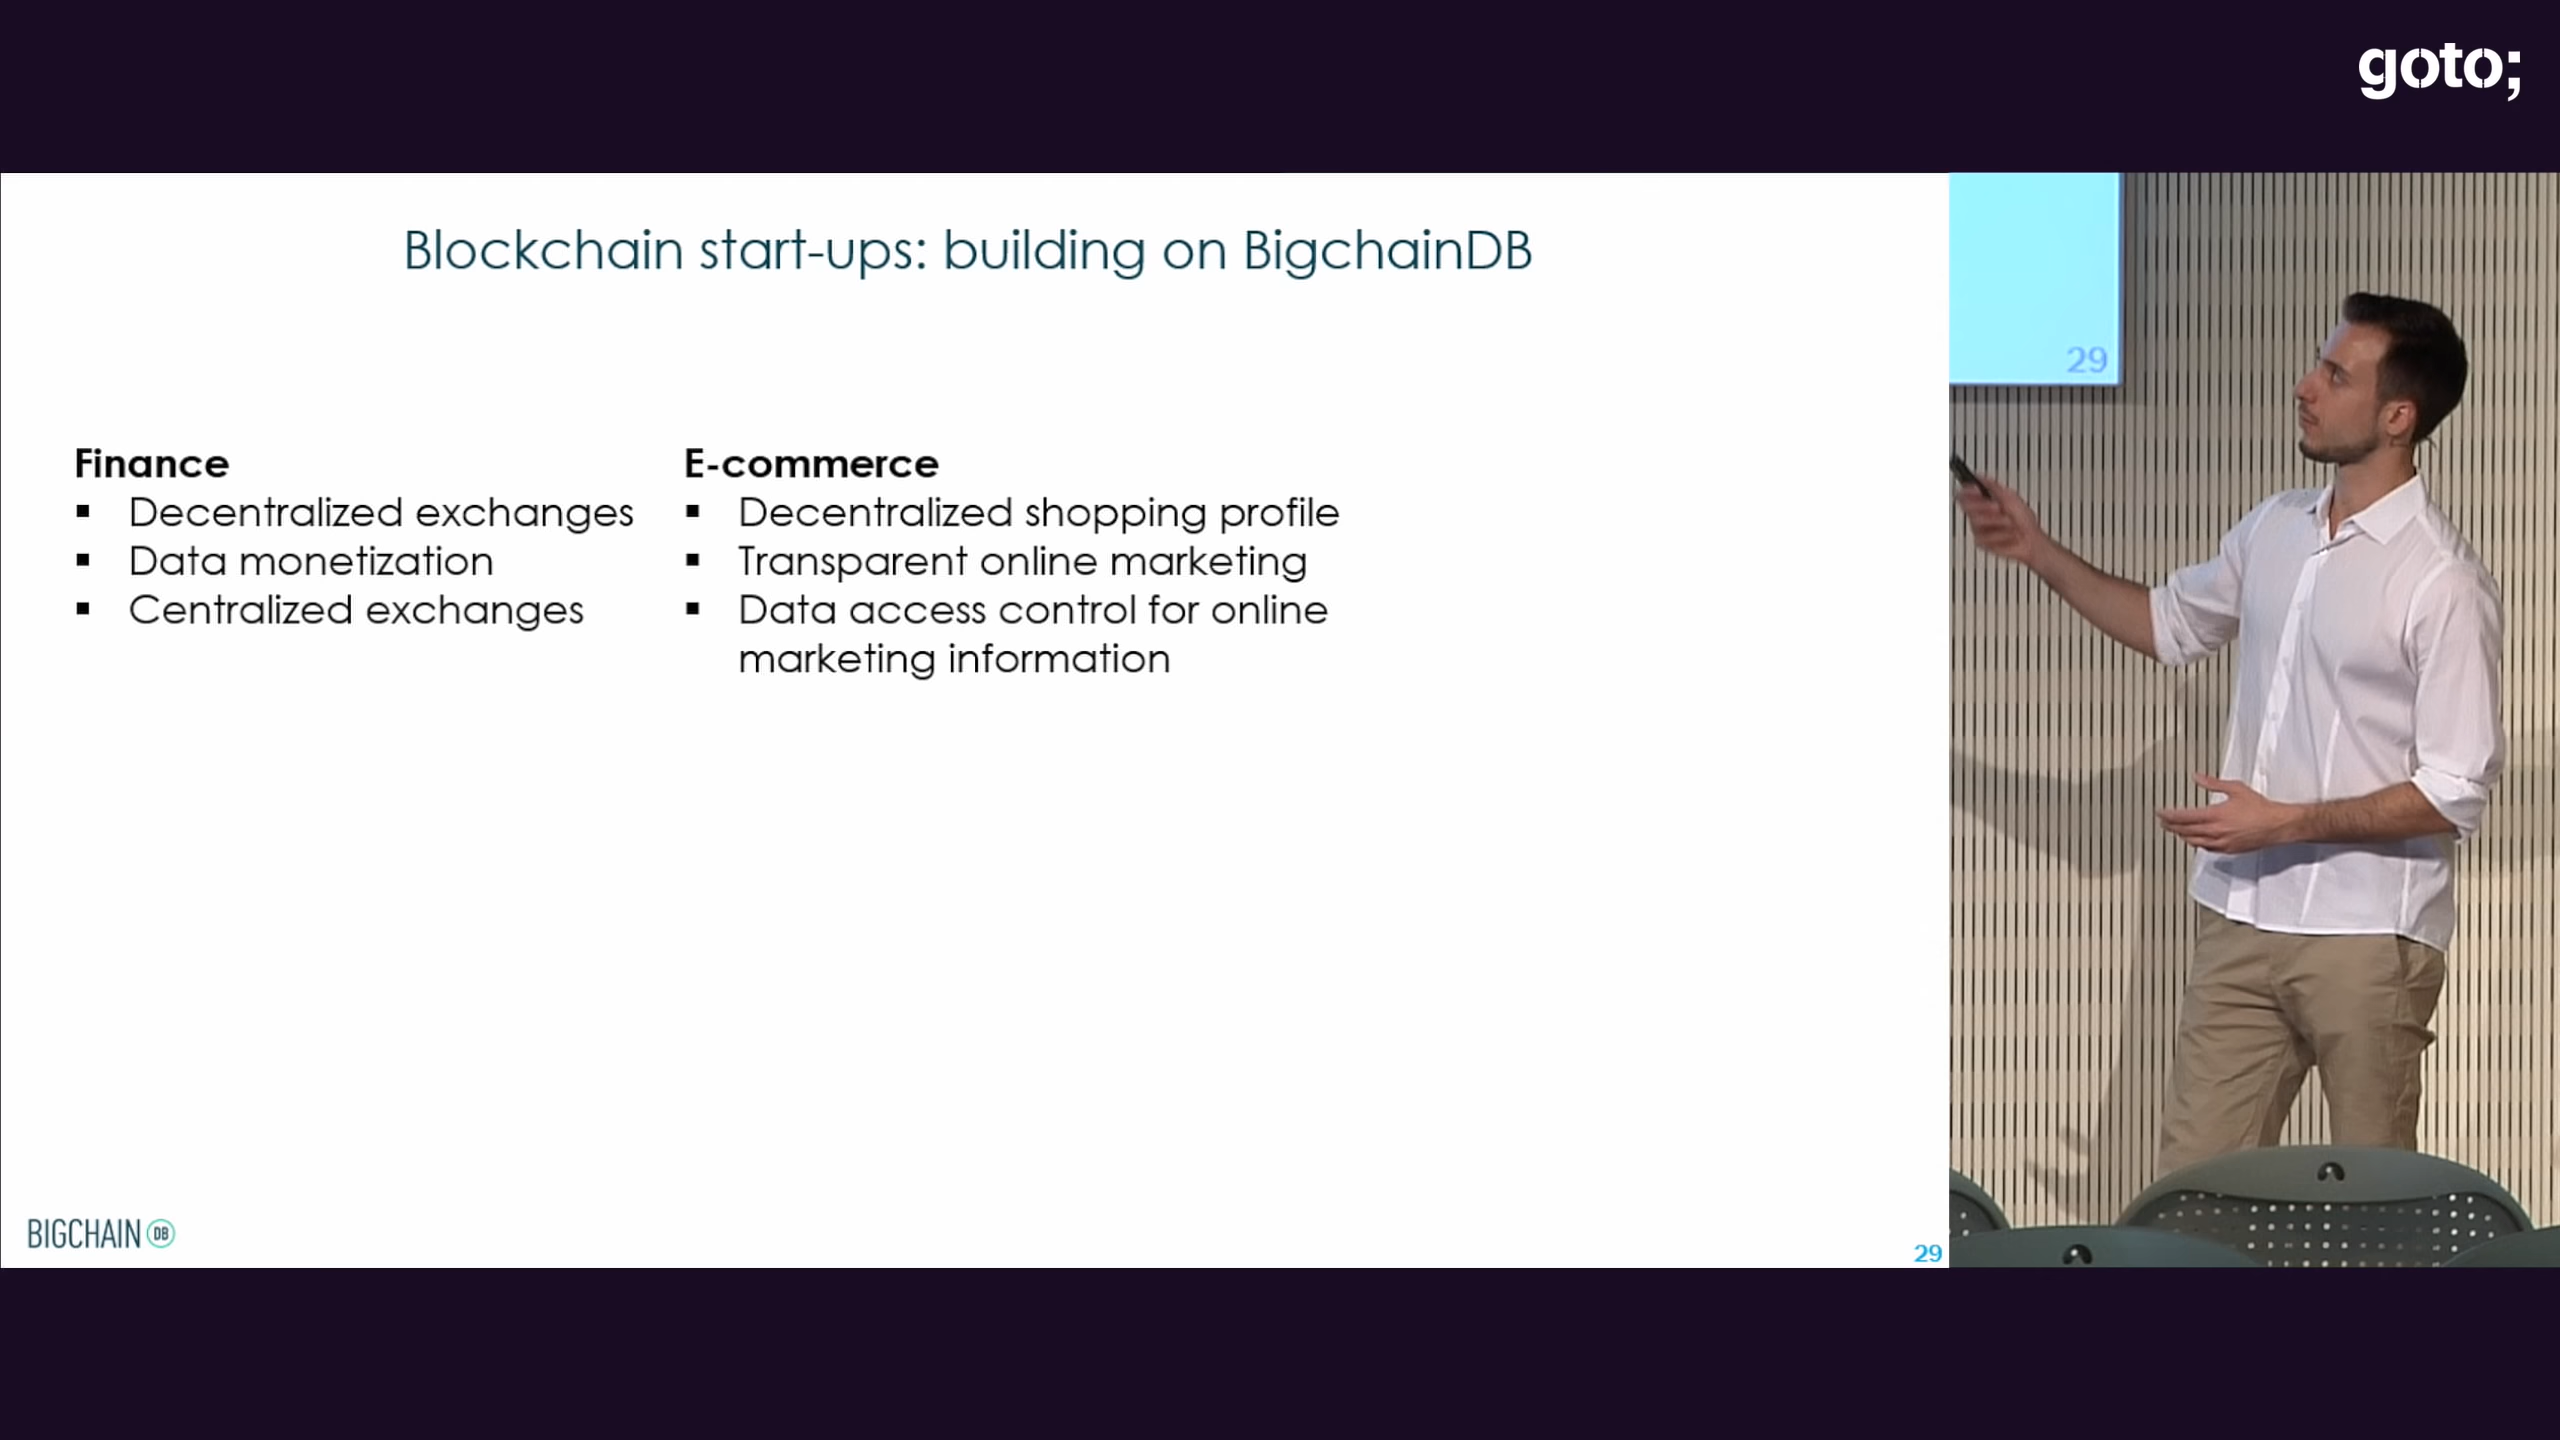 goto;
Blockchain start-ups: building on BigchainDB
Finance
▪ Decentralized exchanges
▪ Data monetization
▪ Centralized exchanges
E-commerce
▪ Decentralized shopping profile
▪ Transparent online marketing
▪ Data access control for online
marketing information
29
BIGCHAIN DB
29